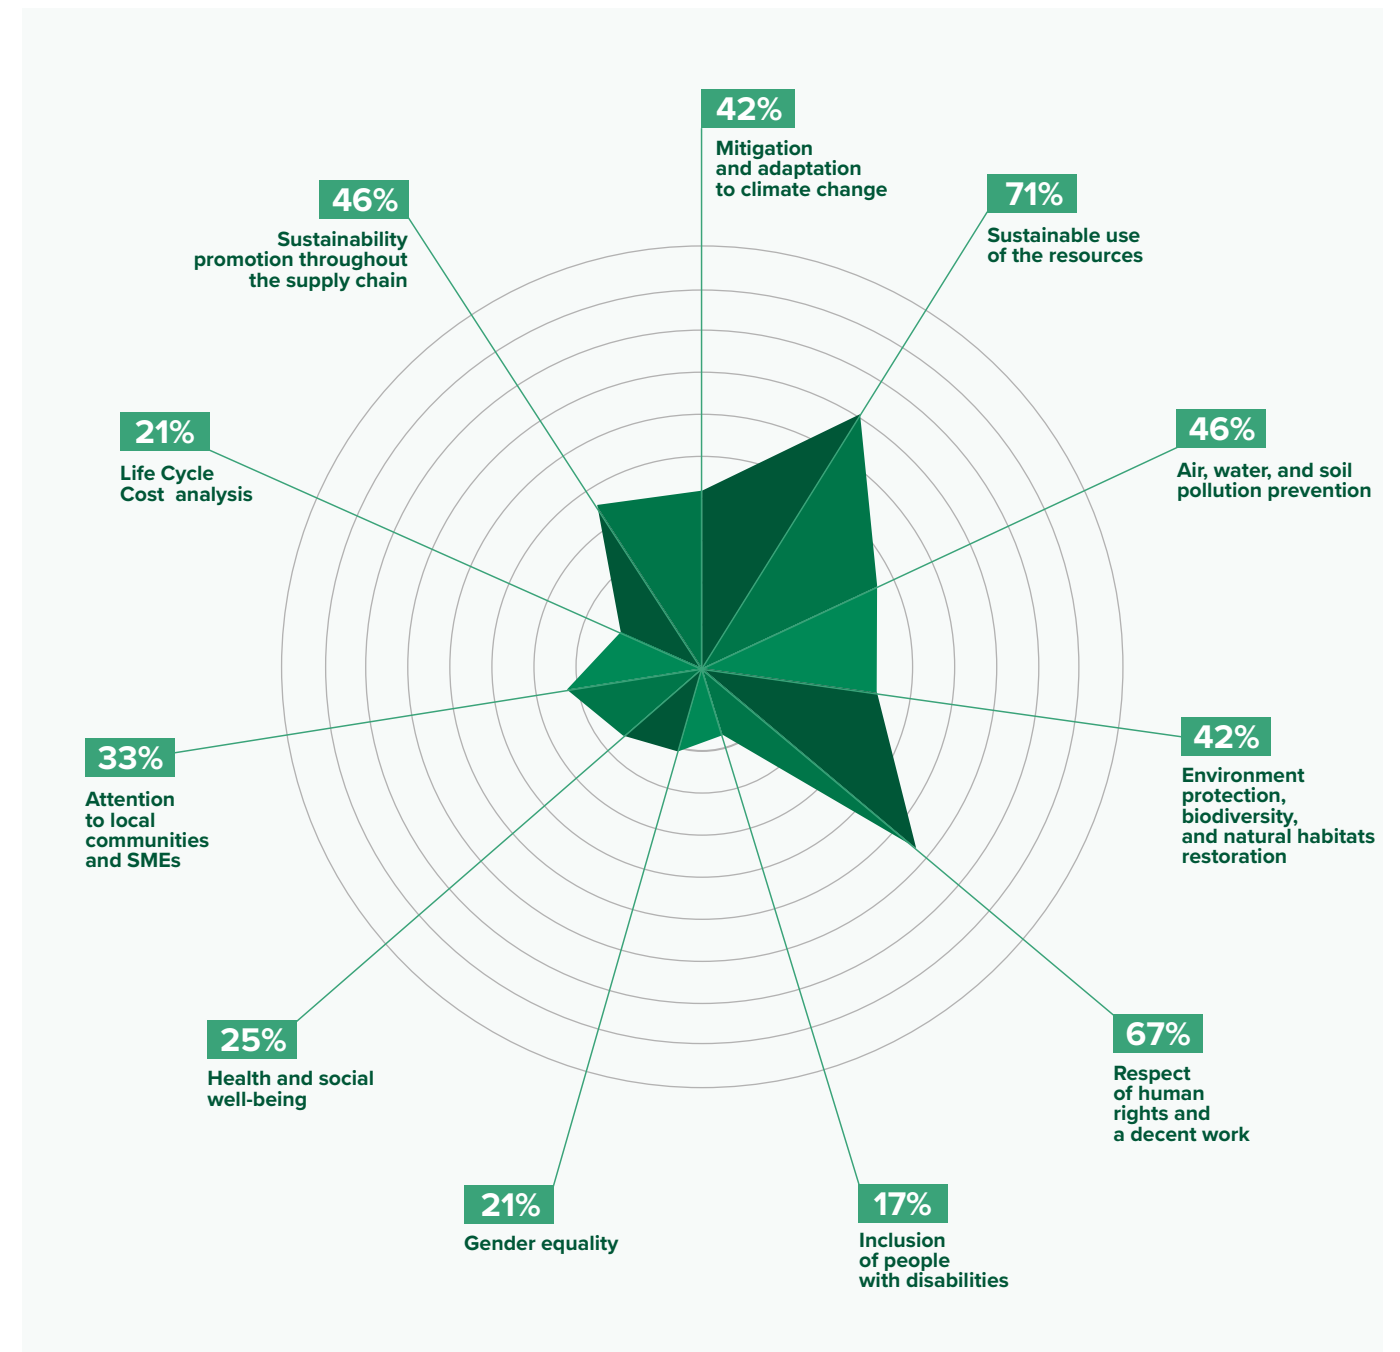 42%
Mitigation
and adaptation
to climate change
71%
Sustainable use
of the resources
46%
Air, water, and soil
pollution prevention
42%
Environment
protection,
biodiversity,
and natural habitats
restoration
67%
Respect
of human
rights and
a decent work
17%
Inclusion
of people
with disabilities
21%
Gender equality
25%
Health and social
well-being
33%
Attention
to local
communities
and SMEs
21%
Life Cycle
Cost  analysis
46%
Sustainability
promotion throughout
the supply chain